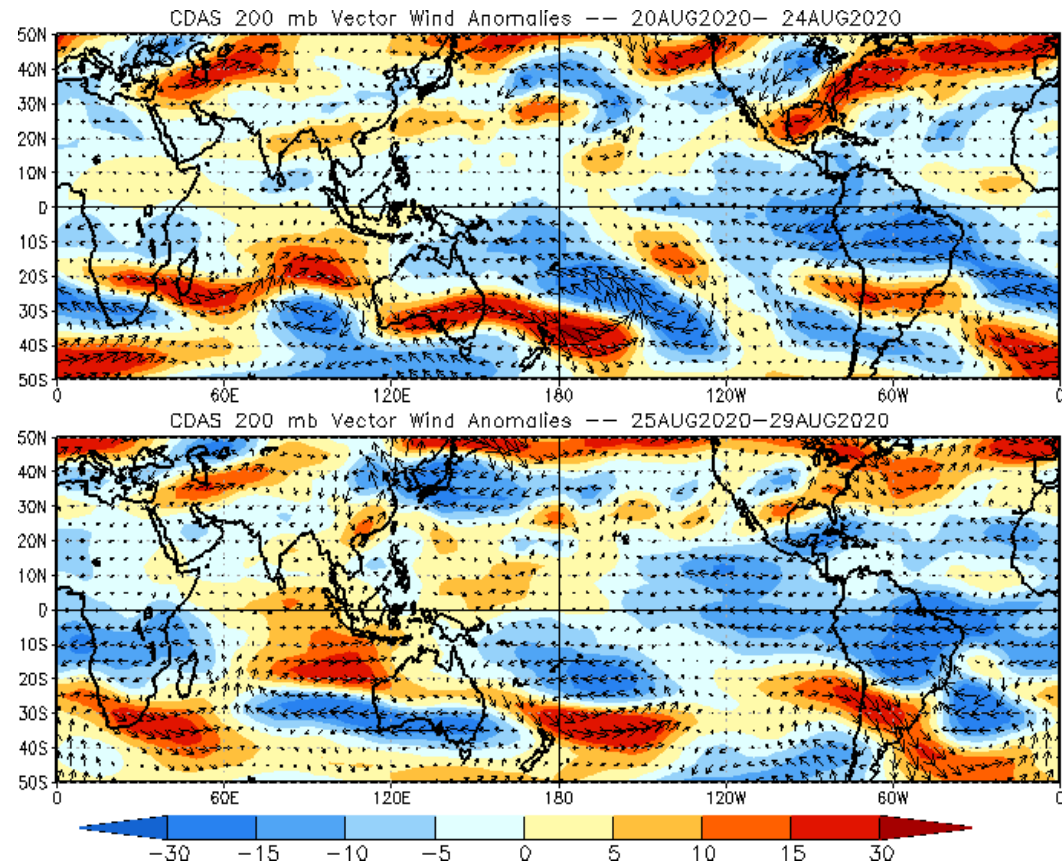 CDAS 200 mb Vector Wind Anomalies -- 20AUG2020- 24AUG2020
50N
40N
30N
20N
10N
0
10S
20S
30S
40S
50S
0 60E 120E 180 120W 60W 0
CDAS 200 mb Vector Wind Anomalies -- 25AUG2020-29AUG2020
50N
40N
30N
20N
10N
0
10S
20S
30S
40S
50S
0 60E 120E 180 120W 60W 0
-30 -15 -10 -5 0 5 10 15 30